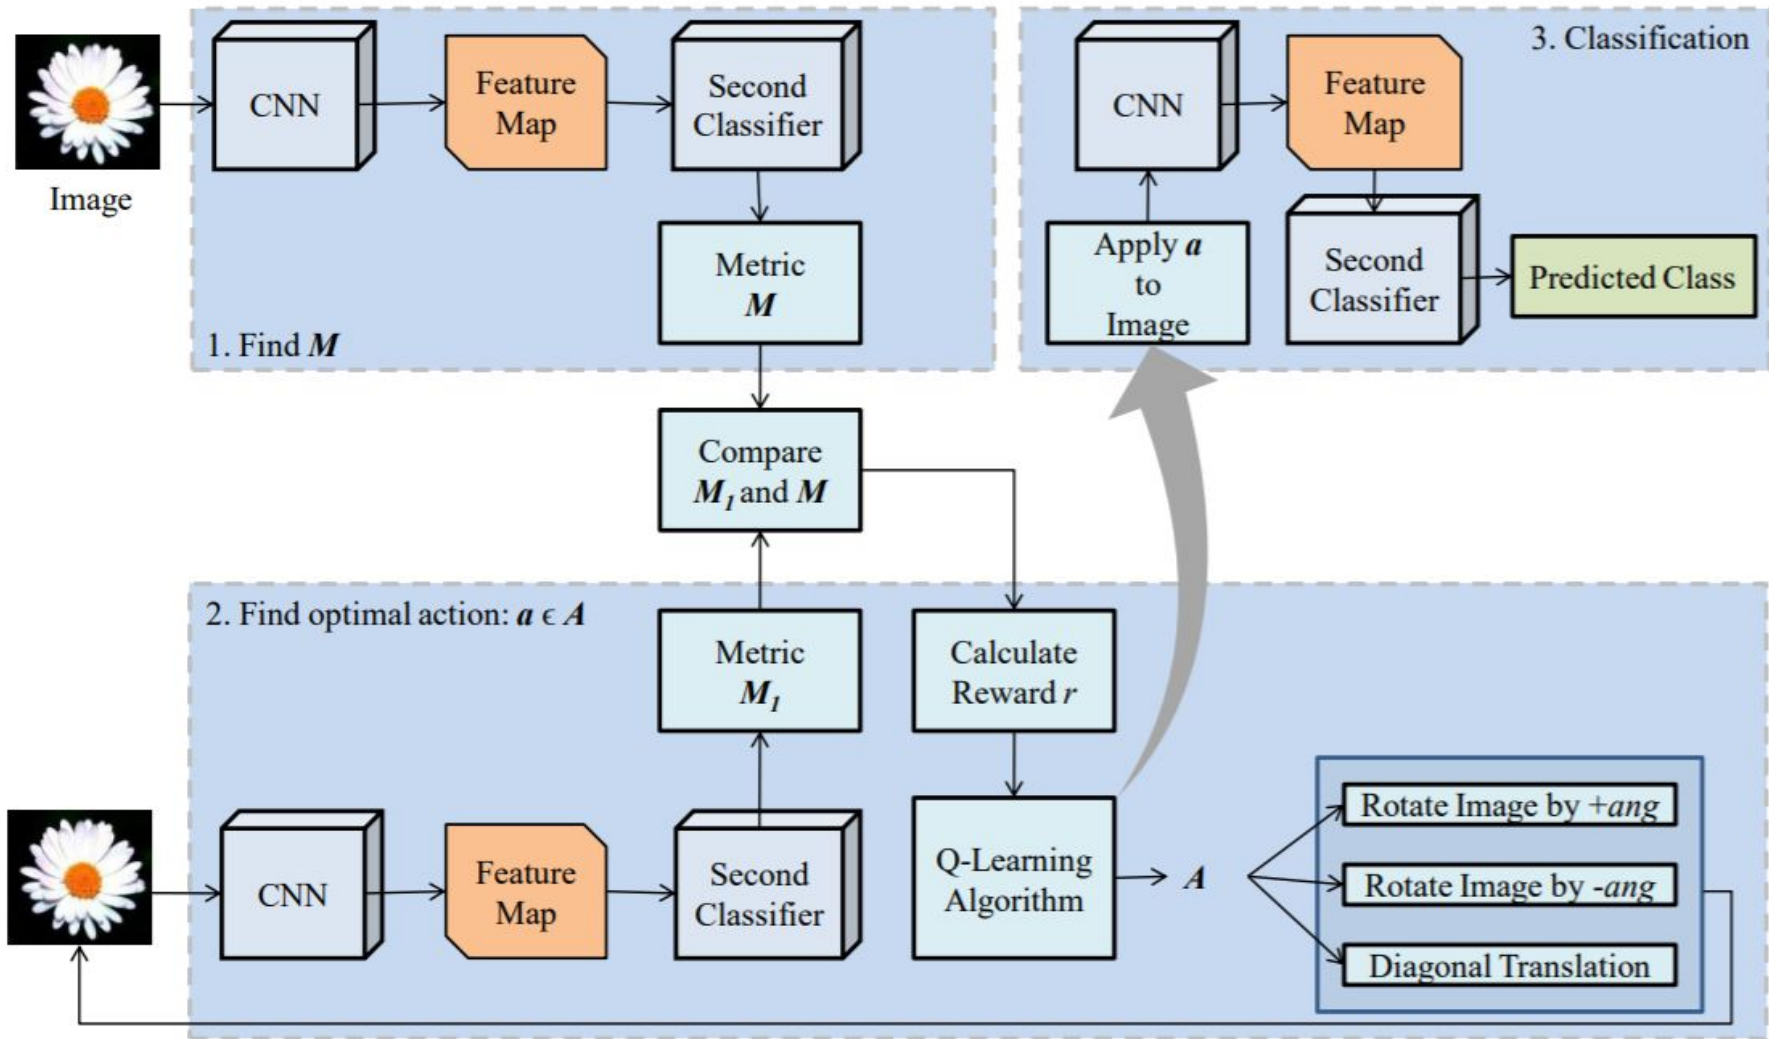 Image
CNN
Feature
Map
Second
Classifier
Metric
M
1. Find M
3. Classification
CNN
Feature
Map
Apply a
to
Image
Second
Classifier
Predicted Class
Compare
M₁ and M
2. Find optimal action: a ϵ A
Metric
M₁
Calculate
Reward r
CNN
Feature
Map
Second
Classifier
Q-Learning
Algorithm
A
Rotate Image by +ang
Rotate Image by -ang
Diagonal Translation